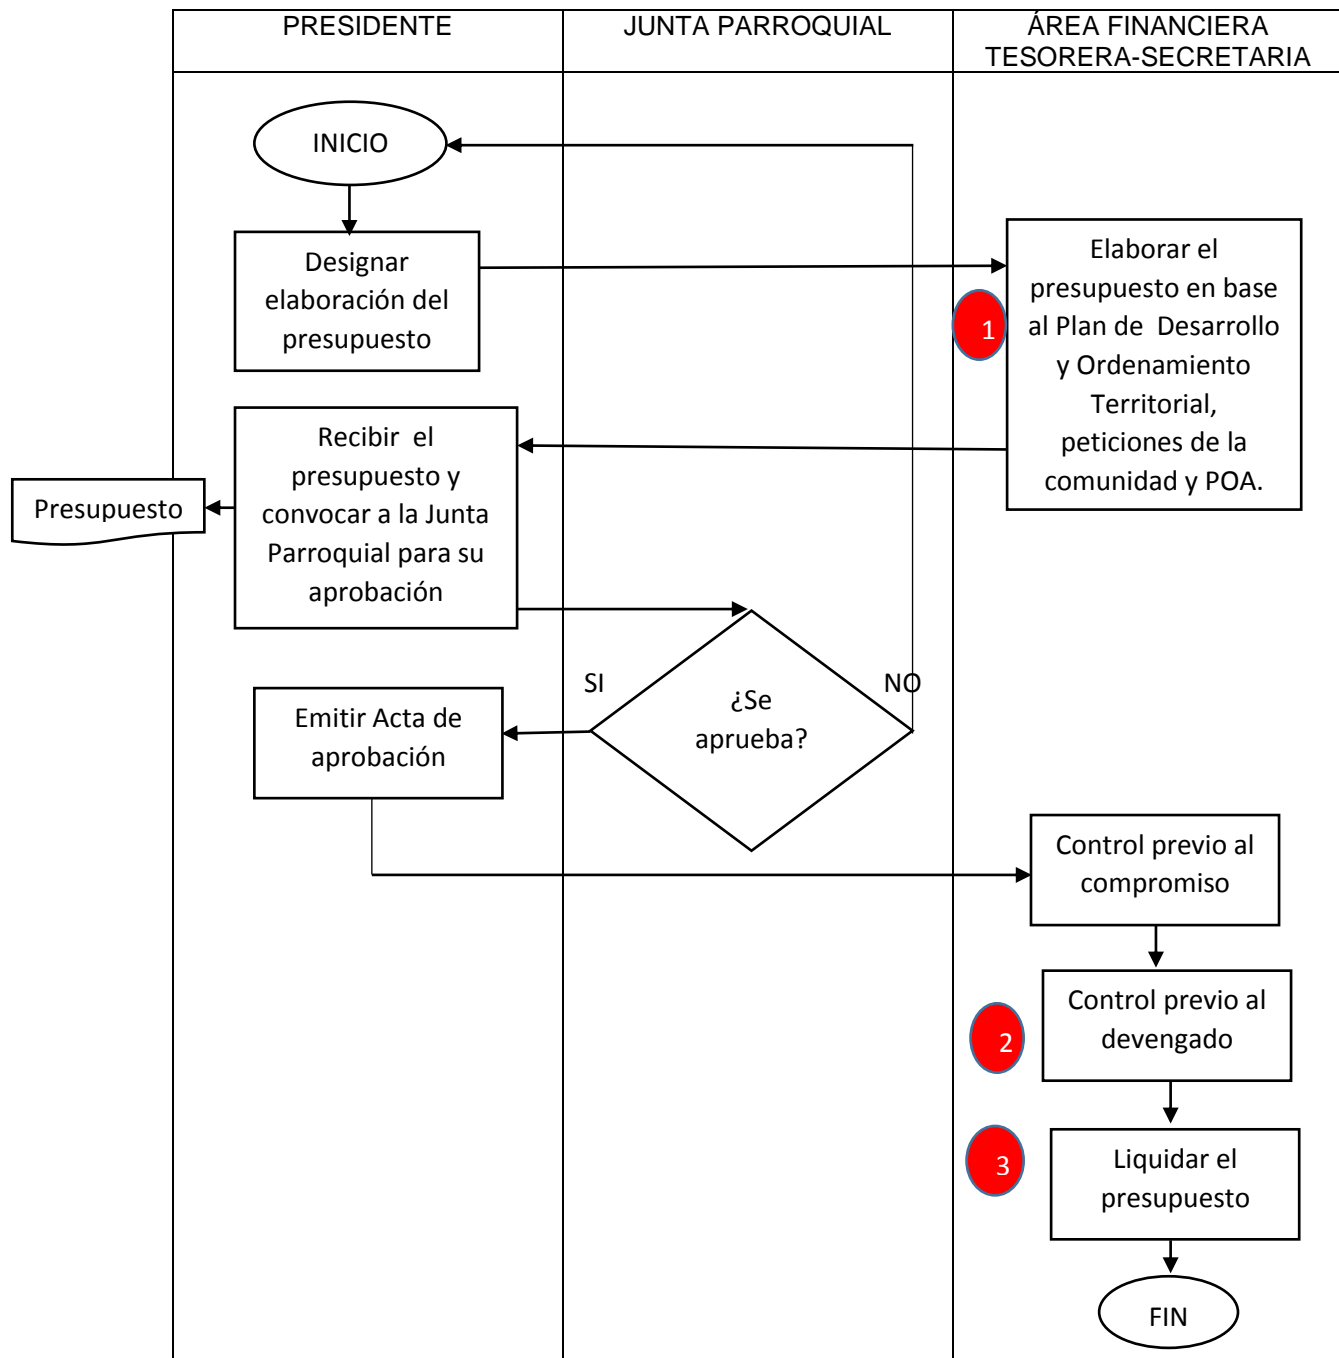 PRESIDENTE
JUNTA PARROQUIAL
ÁREA FINANCIERA
TESORERA-SECRETARIA
INICIO
Designar
elaboración del
presupuesto
Elaborar el
presupuesto en base
al Plan de Desarrollo
y Ordenamiento
Territorial,
peticiones de la
comunidad y POA.
1
Recibir el
presupuesto y
convocar a la Junta
Parroquial para su
aprobación
Presupuesto
SI
¿Se
aprueba?
NO
Emitir Acta de
aprobación
Control previo al
compromiso
Control previo al
devengado
2
Liquidar el
presupuesto
3
FIN